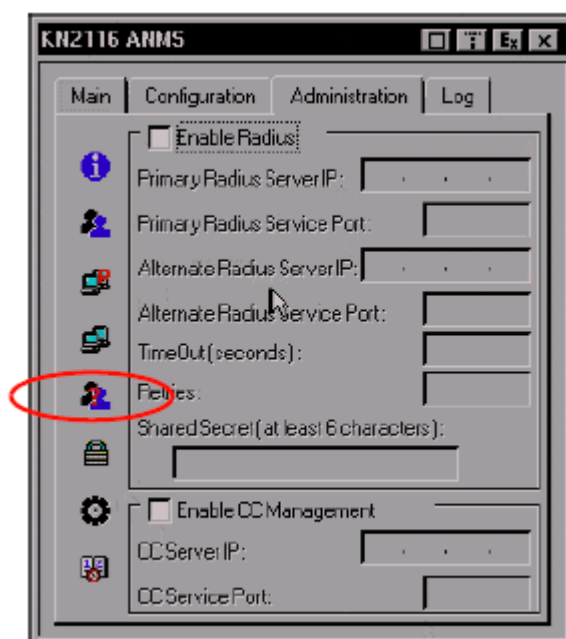 KN2116 ANMS
Main Configuration Administration Log
Enable Radius
Primary Radius Server IP:
Primary Radius Service Port:
Alternate Radius Server IP:
Alternate Radius Service Port:
TimeOut (seconds):
Retries:
Shared Secret (at least 6 characters):
Enable CC Management
CC Server IP:
CC Service Port: